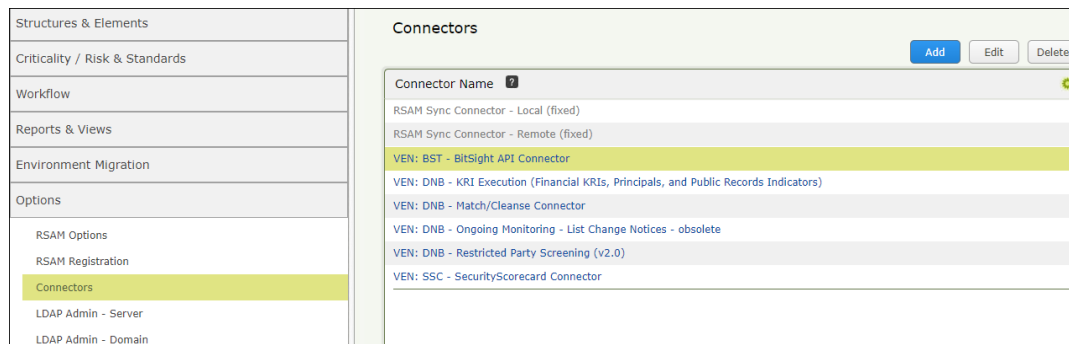 Structures & Elements
Criticality / Risk & Standards
Workflow
Reports & Views
Environment Migration
Options
RSAM Options
RSAM Registration
Connectors
LDAP Admin - Server
LDAP Admin - Domain
Connectors
Add Edit Delete
Connector Name ?
RSAM Sync Connector - Local (fixed)
RSAM Sync Connector - Remote (fixed)
VEN: BST - BitSight API Connector
VEN: DNB - KRI Execution (Financial KRIs, Principals, and Public Records Indicators)
VEN: DNB - Match/Cleanse Connector
VEN: DNB - Ongoing Monitoring - List Change Notices - obsolete
VEN: DNB - Restricted Party Screening (v2.0)
VEN: SSC - SecurityScorecard Connector